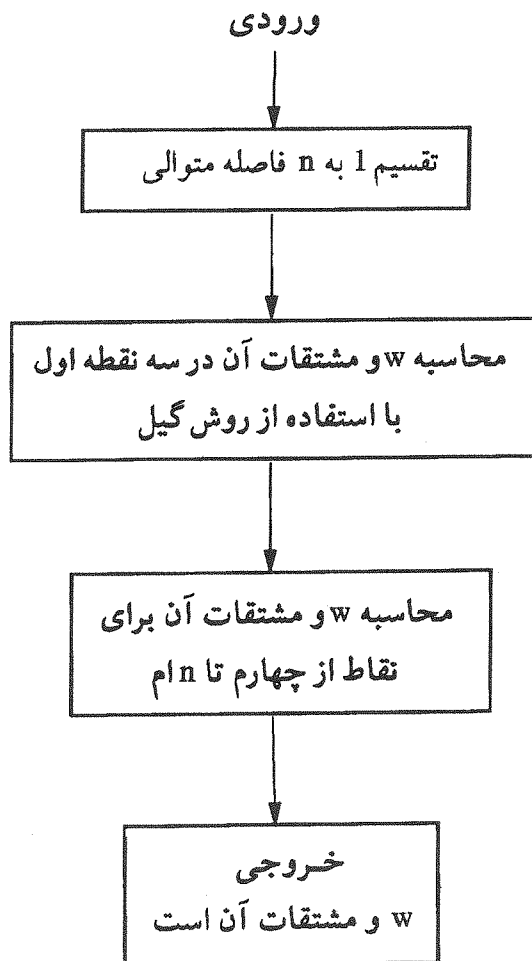 ورودی
تقسیم 1 به n فاصله متوالی
محاسبه w و مشتقات آن در سه نقطه اول
با استفاده از روش گیل
محاسبه w و مشتقات آن برای
نقاط از چهارم تا n ام
خروجی
w و مشتقات آن است